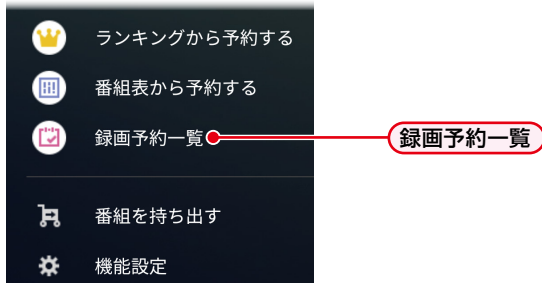 ランキングから予約する
番組表から予約する
録画予約一覧
録画予約一覧
番組を持ち出す
機能設定